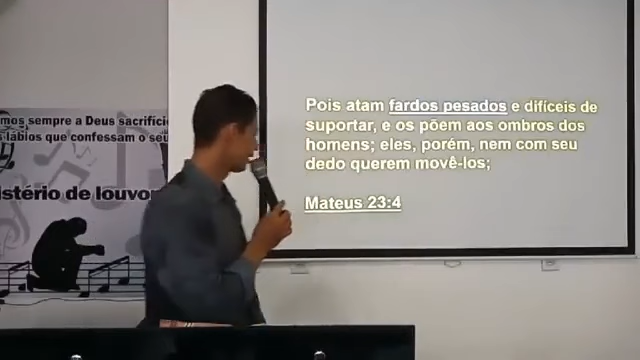 mos sempre a Deus sacrifíci
s lábios que confessam o seu
istério de louvo
Pois atam fardos pesados e difíceis de
suportar, e os põem aos ombros dos
homens; eles, porém, nem com seu
dedo querem movê-los;
Mateus 23:4